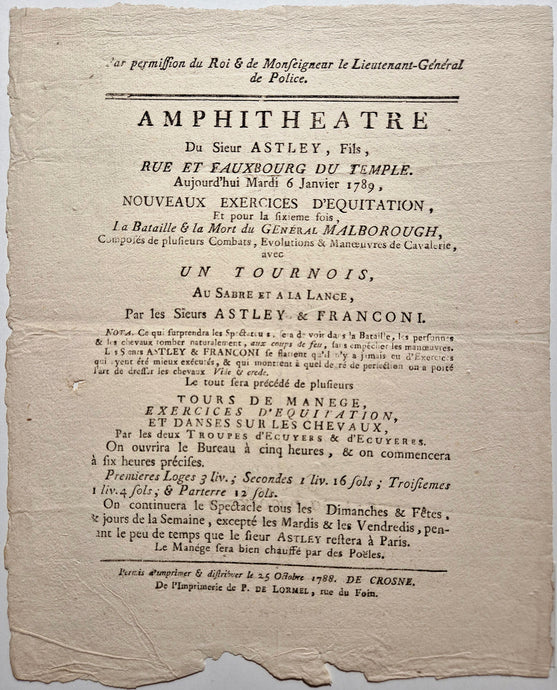 Par permiſſion du Roi & de Monſeigneur le Lieutenant-Général
de Police.
AMPHITHEATRE
Du Sieur ASTLEY, Fils,
RUE ET FAUXBOURG DU TEMPLE.
Aujourd'hui Mardi 6 Janvier 1789,
NOUVEAUX EXERCICES D'EQUITATION,
Et pour la ſixieme fois,
La Bataille & la Mort du GÉNÉRAL MALBOROUGH,
Compoſés de pluſieurs Combats, Evolutions & Manœuvres de Cavalerie,
avec
UN TOURNOIS,
AU SABRE ET A LA LANCE,
Par les Sieurs ASTLEY & FRANCONI.
NOTA. Ce qui ſurprendra les Spectateurs, ſera de voir dans la Bataille, les perſonnes
& les chevaux tomber naturalement, aux coups de feu, ſans empêcher les manœuvres.
Les Sieurs ASTLEY & FRANCONI ſe flattent qu'il n'y a jamais eu d'Exercices
qui ayent été mieux exécutés, & qui montrent à quel degré de perfection on a porté
l'art de dreſſer les chevaux Vide & crede.
Le tout ſera précédé de pluſieurs
TOURS DE MANEGE,
EXERCICES D'EQUITATION,
ET DANSES SUR LES CHEVAUX,
Par les deux TROUPES D'ECUYERS & D'ECUYERES.
On ouvrira le Bureau à cinq heures, & on commencera
à ſix heures préciſes.
Premieres Loges 3 liv.; Secondes 1 liv. 16 ſols; Troiſiemes
1 liv. 4 ſols; & Parterre 12 ſols.
On continuera le Spectacle tous les Dimanches & Fêtes,
& jours de la Semaine, excepté les Mardis & les Vendredis, pen-
ant le peu de temps que le ſieur ASTLEY reſtera à Paris.
Le Manége ſera bien chauffé par des Poëles.
Permis d'imprimer & diſtribuer le 25 Octobre 1788. DE CROSNE.
De l'Imprimerie de P. DE LORMEL, rue du Foin.